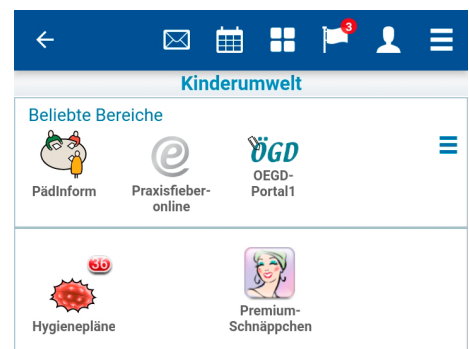 3
Kinderumwelt
Beliebte Bereiche
ÖGD
PädInform
Praxisfieber-
online
OEGD-
Portal1
36
Hygienepläne
Premium-
Schnäppchen